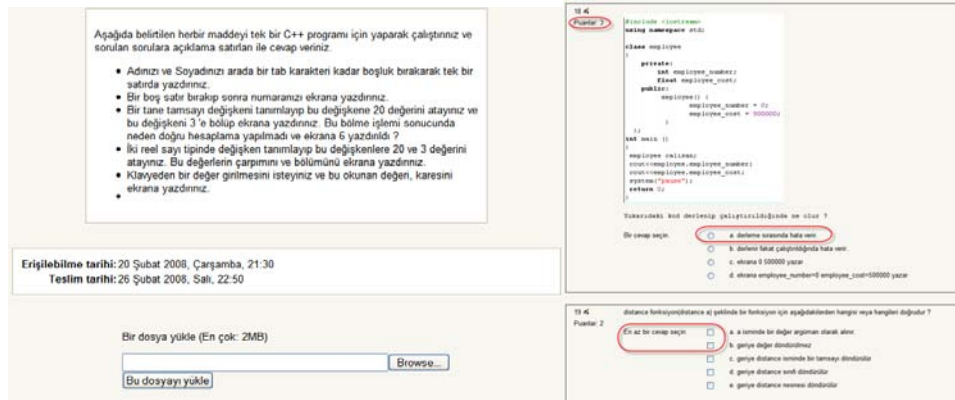 Aşağıda belirtilen herbir maddeyi tek bir C++ programı için yaparak çalıştırınız ve
sorulan sorulara açıklama satırları ile cevap veriniz.
• Adınızı ve Soyadınızı arada bir tab karakteri kadar boşluk bırakarak tek bir
satırda yazdırınız.
• Bir boş satır bırakıp sonra numaranızı ekrana yazdırınız.
• Bir tane tamsayı değişkeni tanımlayıp bu değişkene 20 değerini atayınız ve
bu değişkeni 3 'e bölüp ekrana yazdırınız. Bu bölme işlemi sonucunda
neden doğru hesaplama yapılmadı ve ekrana 6 yazdırıldı ?
• İki reel sayı tipinde değişken tanımlayıp bu değişkenlere 20 ve 3 değerini
atayınız. Bu değerlerin çarpımını ve bölümünü ekrana yazdırınız.
• Klavyeden bir değer girilmesini isteyiniz ve bu okunan değeri, karesini
ekrana yazdırınız.
•
Erişilebilme tarihi: 20 Şubat 2008, Çarşamba, 21:30
Teslim tarihi: 26 Şubat 2008, Salı, 22:50
Bir dosya yükle (En çok: 2MB)
Browse...
Bu dosyayı yükle
18
Puanlar: 3
#include <iostream>
using namespace std;
class employee
{
private:
int employee_number;
float employee_cost;
public:
employee() {
employee_number = 0;
employee_cost = 500000;
}
};
int main ()
{
employee calisan;
cout<<employee.employee_number;
cout<<employee.employee_cost;
system("pause");
return 0;
}
Yukarıdaki kod derlenip çalıştırıldığında ne olur ?
Bir cevap seçin.
a. derleme sırasında hata verir.
b. derlenir fakat çalıştırıldığında hata verir.
c. ekrana 0 500000 yazar
d. ekrana employee_number=0 employee_cost=500000 yazar
19
Puanlar: 2
distance fonksiyon(distance a) şeklinde bir fonksiyon için aşağıdakilerden hangisi veya hangileri doğrudur ?
En az bir cevap seçin.
a. a isminde bir değer argüman olarak alınır.
b. geriye değer döndürülmez
c. geriye distance isminde bir tamsayı döndürülür
d. geriye distance sınıfı döndürülür
e. geriye distance nesnesi döndürülür